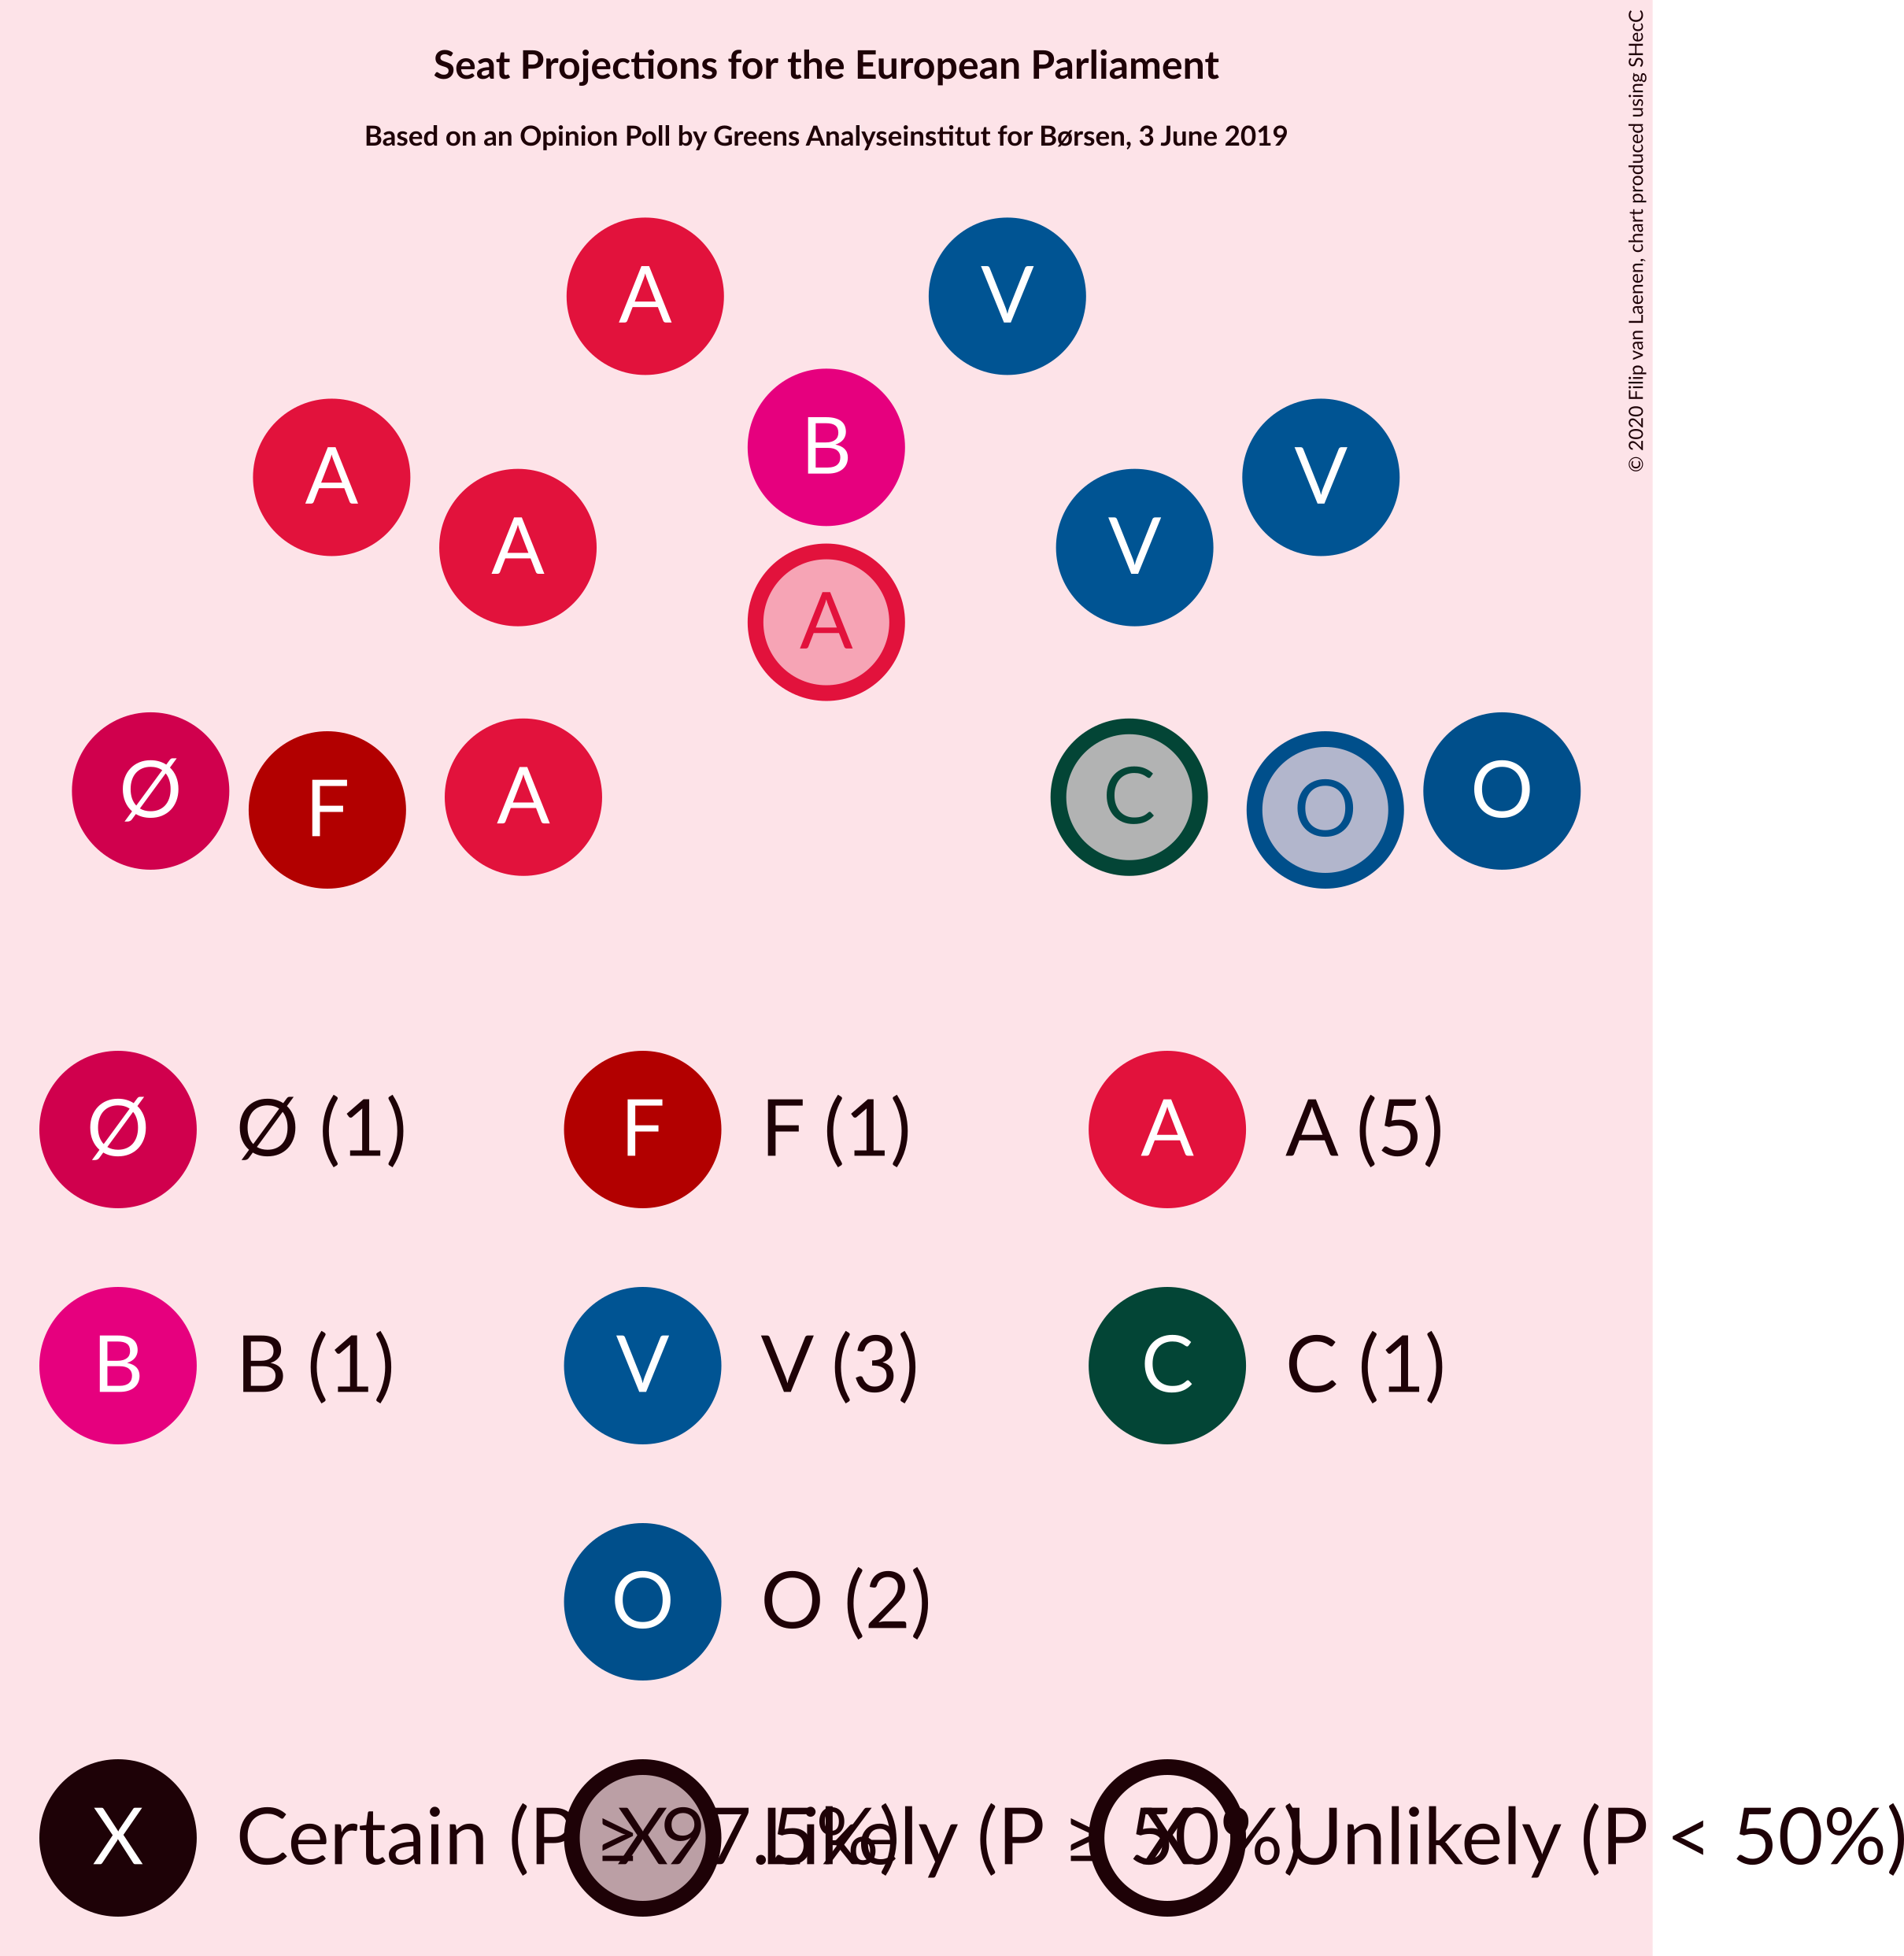 Seat Projections for the European Parliament
Based on an Opinion Poll by Greens Analyseinstitut for Børsen, 3 June 2019
© 2020 Filip van Laenen, chart produced using SHecC
A V
B
A V
A V
A
Ø O
F O
A C
Ø Ø (1) F F (1) A A (5)
B B (1) V V (3) C C (1)
O O (2)
X Certain (P ≥ 97.5%) X Likely (P ≥ 50%) X Unlikely (P < 50%)